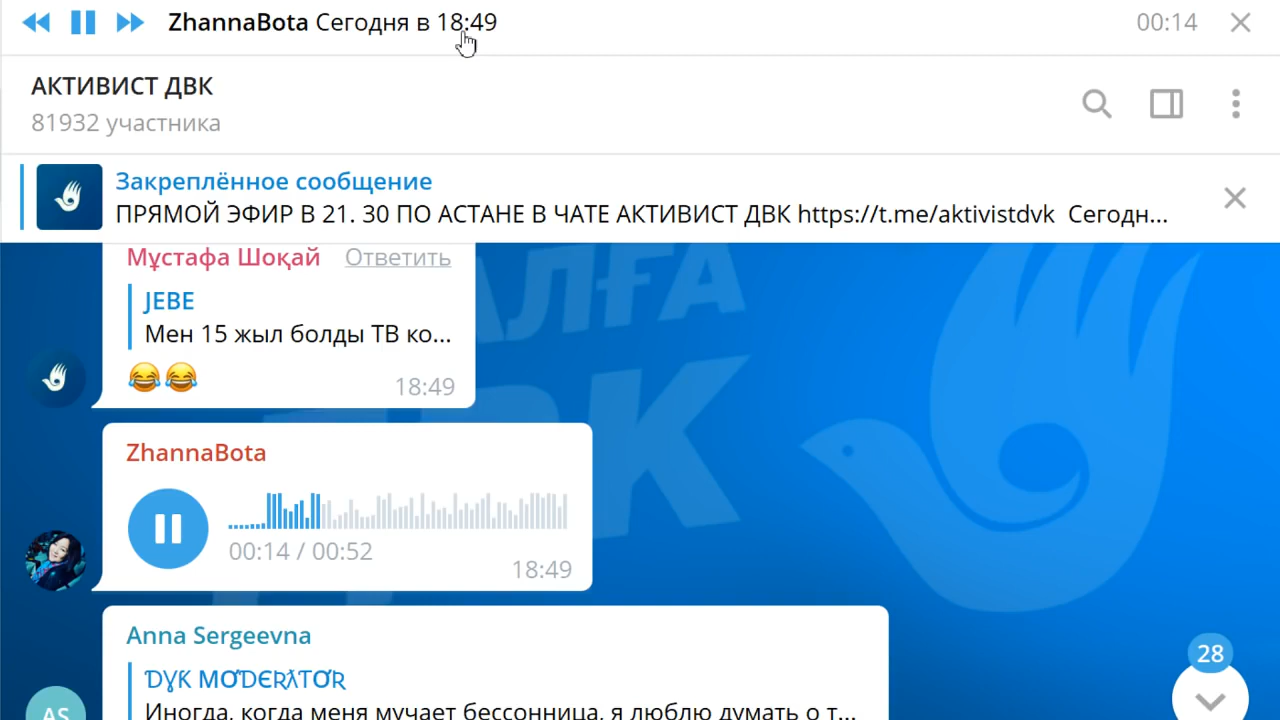 ZhannaBota Сегодня в 18:49
00:14
АКТИВИСТ ДВК
81932 участника
Закреплённое сообщение
ПРЯМОЙ ЭФИР В 21. 30 ПО АСТАНЕ В ЧАТЕ АКТИВИСТ ДВК https://t.me/aktivistdvk Сегодн...
Мұстафа Шоқай Ответить
JEBE
Мен 15 жыл болды ТВ ко...
😂😂
18:49
АЛҒА
ДВК
ZhannaBota
00:14 / 00:52
18:49
Anna Sergeevna
28
AS
Иногда, когда меня мучает бессонница, я люблю думать о т...